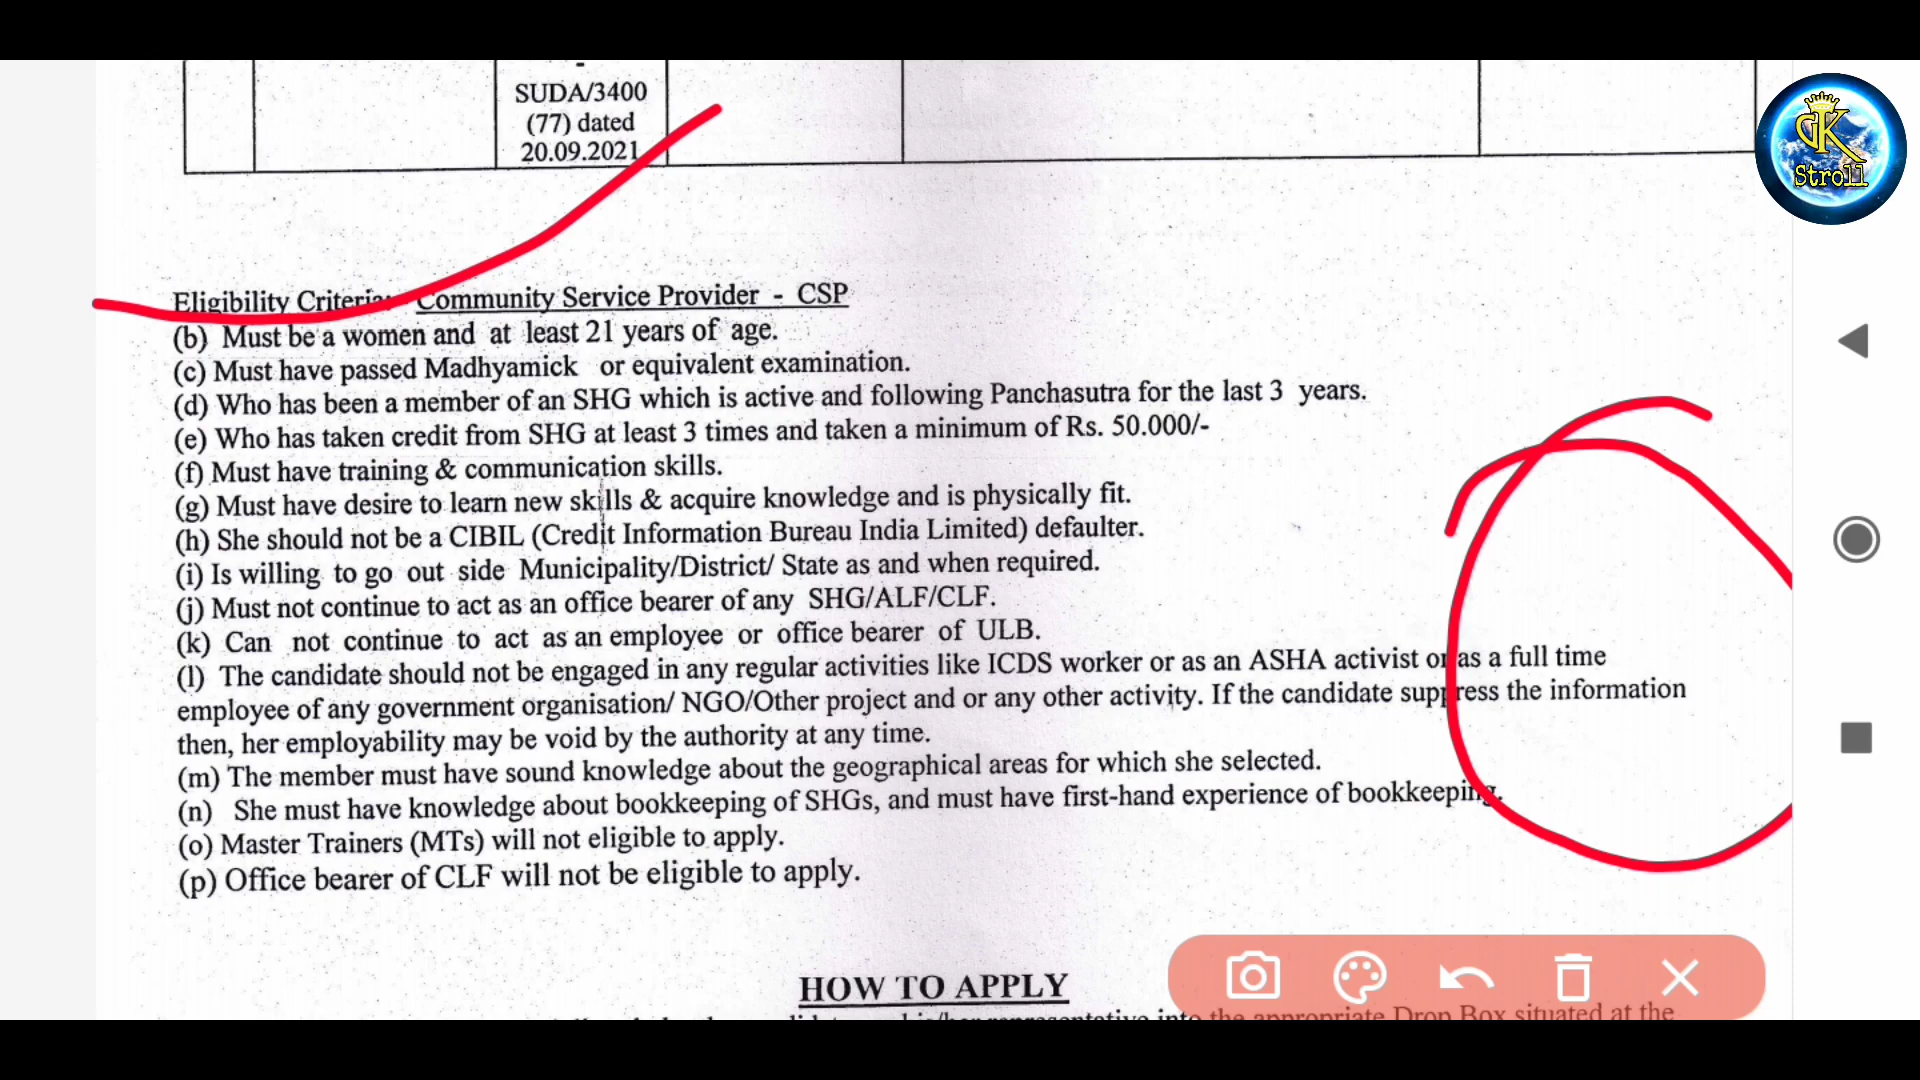 SUDA/3400
(77) dated
20.09.2021
GK
Stroll
Eligibility Criteria: Community Service Provider - CSP
(b) Must be a women and at least 21 years of age.
(c) Must have passed Madhyamick or equivalent examination.
(d) Who has been a member of an SHG which is active and following Panchasutra for the last 3 years.
(e) Who has taken credit from SHG at least 3 times and taken a minimum of Rs. 50.000/-
(f) Must have training & communication skills.
(g) Must have desire to learn new skills & acquire knowledge and is physically fit.
(h) She should not be a CIBIL (Credit Information Bureau India Limited) defaulter.
(i) Is willing to go out side Municipality/District/ State as and when required.
(j) Must not continue to act as an office bearer of any SHG/ALF/CLF.
(k) Can not continue to act as an employee or office bearer of ULB.
(l) The candidate should not be engaged in any regular activities like ICDS worker or as an ASHA activist or as a full time
employee of any government organisation/ NGO/Other project and or any other activity. If the candidate suppress the information
then, her employability may be void by the authority at any time.
(m) The member must have sound knowledge about the geographical areas for which she selected.
(n) She must have knowledge about bookkeeping of SHGs, and must have first-hand experience of bookkeeping.
(o) Master Trainers (MTs) will not eligible to apply.
(p) Office bearer of CLF will not be eligible to apply.
HOW TO APPLY
into the appropriate Drop Box situated at the